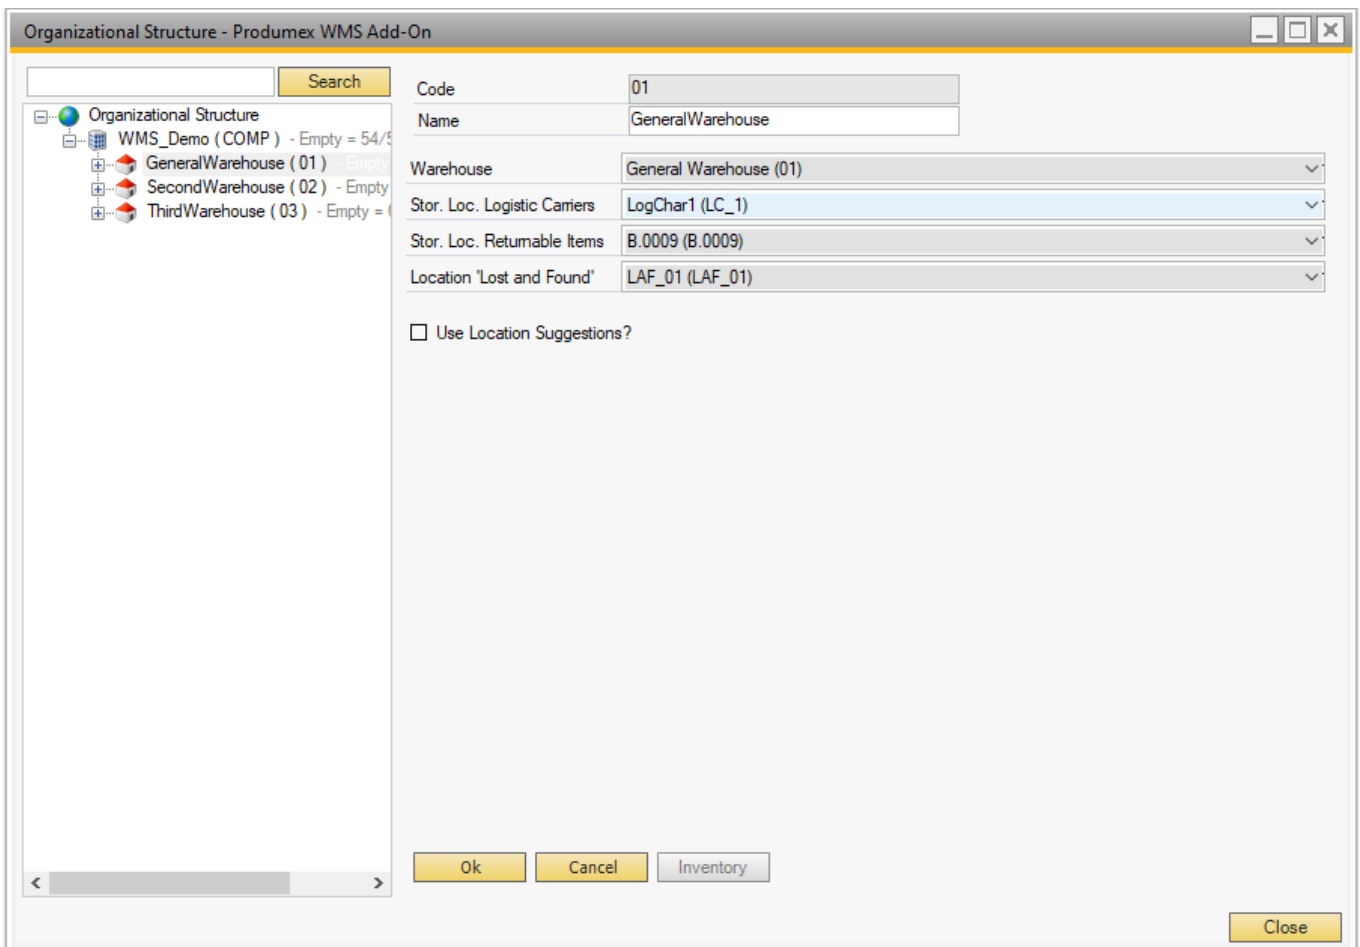 Organizational Structure - Produmex WMS Add-On
Search
Organizational Structure
WMS_Demo ( COMP ) - Empty = 54/5
GeneralWarehouse ( 01 ) - Empty
SecondWarehouse ( 02 ) - Empty
ThirdWarehouse ( 03 ) - Empty =
Code 01
Name GeneralWarehouse
Warehouse General Warehouse (01)
Stor. Loc. Logistic Carriers LogChar1 (LC_1)
Stor. Loc. Returnable Items B.0009 (B.0009)
Location 'Lost and Found' LAF_01 (LAF_01)
Use Location Suggestions?
Ok Cancel Inventory
Close